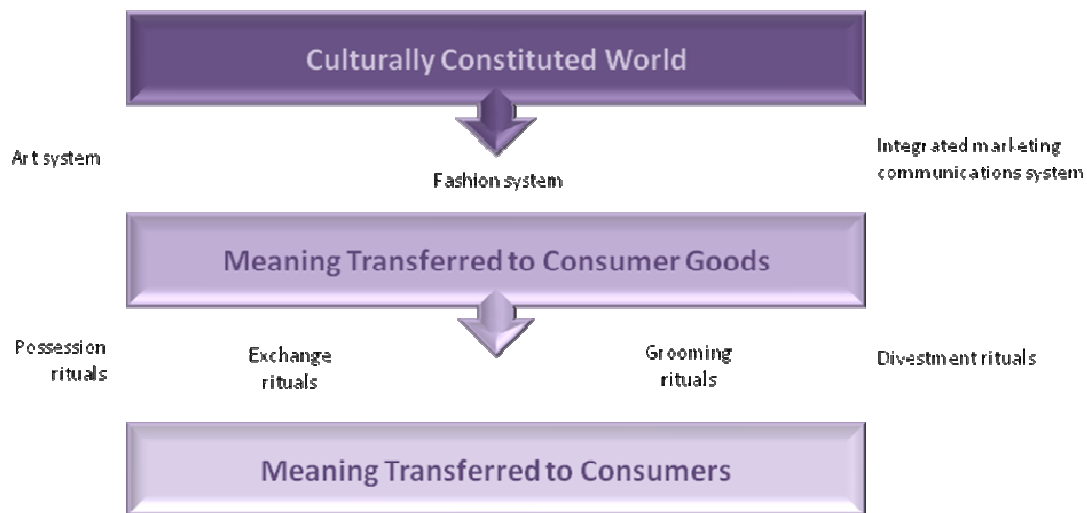 Culturally Constituted World
Art system
Fashion system
Integrated marketing
communications system
Meaning Transferred to Consumer Goods
Possession
rituals
Exchange
rituals
Grooming
rituals
Divestment rituals
Meaning Transferred to Consumers